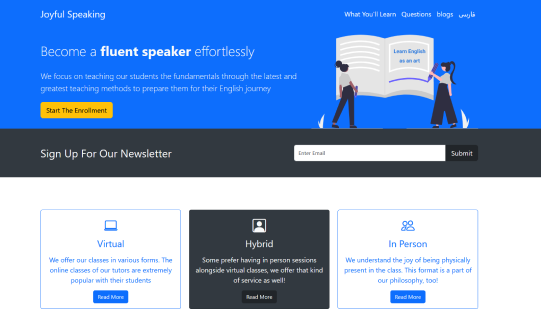 Joyful Speaking
What You'll Learn Questions blogs فارسی
Become a fluent speaker effortlessly
We focus on teaching our students the fundamentals through the latest and
greatest teaching methods to prepare them for their English journey
Start The Enrollment
Learn English
as an art
Sign Up For Our Newsletter
Enter Email
Submit
Virtual
We offer our classes in various forms. The
online classes of our tutors are extremely
popular with their students
Read More
Hybrid
Some prefer having in person sessions
alongside virtual classes, we offer that kind
of service as well!
Read More
In Person
We understand the joy of being physically
present in the class. This format is a part of
our philosophy, too!
Read More